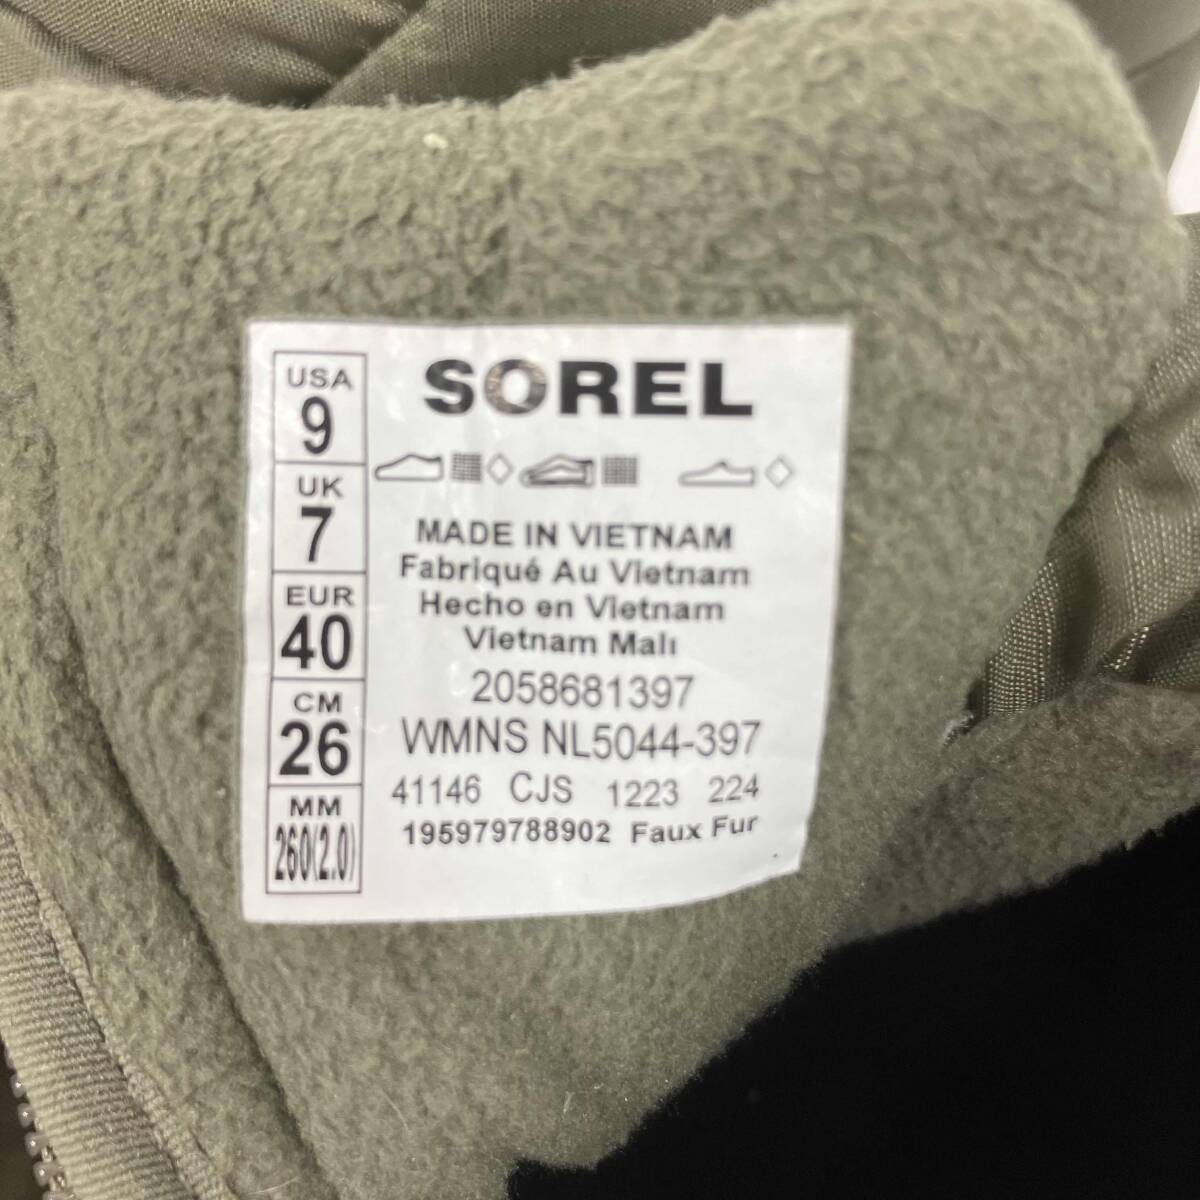 SOREL
USA
9
UK
7
EUR
40
CM
26
MM
260(2.0)
MADE IN VIETNAM
Fabriqué Au Vietnam
Hecho en Vietnam
Vietnam Malı
2058681397
WMNS NL5044-397
41146 CJS 1223 224
195979788902 Faux Fur